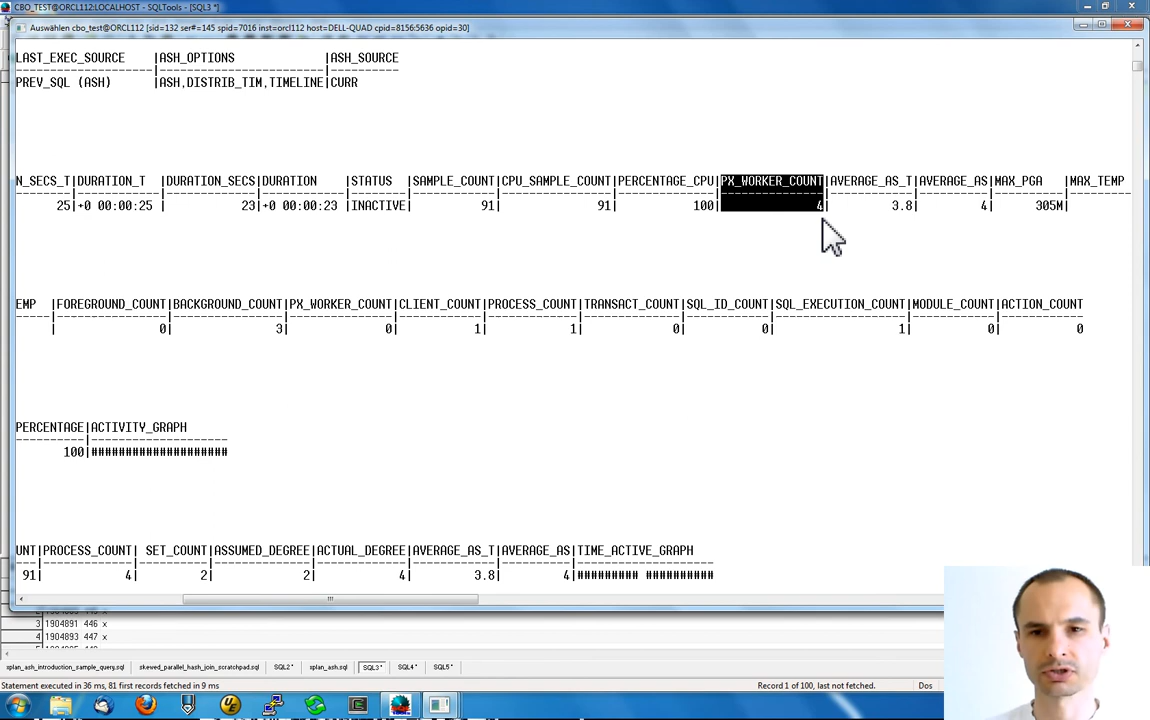 CBO_TEST@ORCL112:LOCALHOST - SQLTools - [SQL3 *]
Auswählen cbo_test@ORCL112 [sid=132 ser#=145 spid=7016 inst=orcl112 host=DELL-QUAD cpid=8156:5636 opid=30]
LAST_EXEC_SOURCE |ASH_OPTIONS |ASH_SOURCE
--------------------|------------------------|----------
PREV_SQL (ASH) |ASH,DISTRIB_TIM,TIMELINE|CURR
N_SECS_T|DURATION_T |DURATION_SECS|DURATION |STATUS |SAMPLE_COUNT|CPU_SAMPLE_COUNT|PERCENTAGE_CPU|PX_WORKER_COUNT|AVERAGE_AS_T|AVERAGE_AS|MAX_PGA |MAX_TEMP
25|+0 00:00:25 | 23|+0 00:00:23 |INACTIVE| 91| 91| 100| 4| 3.8| 4| 305M|
EMP |FOREGROUND_COUNT|BACKGROUND_COUNT|PX_WORKER_COUNT|CLIENT_COUNT|PROCESS_COUNT|TRANSACT_COUNT|SQL_ID_COUNT|SQL_EXECUTION_COUNT|MODULE_COUNT|ACTION_COUNT
| 0| 3| 0| 1| 1| 0| 0| 1| 0| 0
PERCENTAGE|ACTIVITY_GRAPH
----------|--------------------
100|####################
UNT|PROCESS_COUNT| SET_COUNT|ASSUMED_DEGREE|ACTUAL_DEGREE|AVERAGE_AS_T|AVERAGE_AS|TIME_ACTIVE_GRAPH
91| 4| 2| 2| 4| 3.8| 4|######### ##########
3 1904891 446 x
4 1904893 447 x
splan_ash_introduction_sample_query.sql skewed_parallel_hash_join_scratchpad.sql SQL2* splan_ash.sql SQL3* SQL4* SQL5*
Statement executed in 36 ms, 81 first records fetched in 9 ms Record 1 of 100, last not fetched. Dos